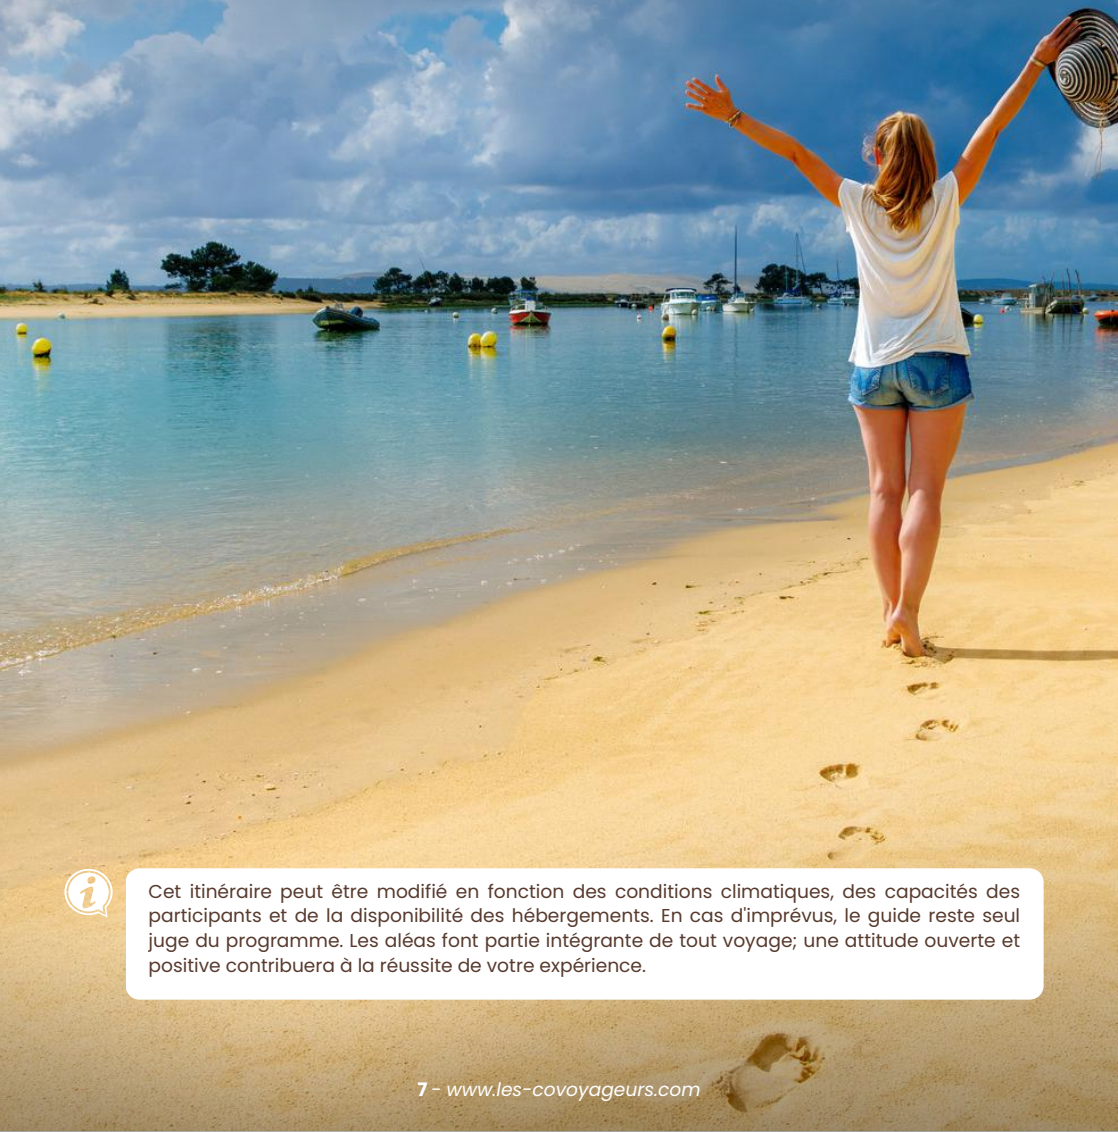 Cet itinéraire peut être modifié en fonction des conditions climatiques, des capacités des
participants et de la disponibilité des hébergements. En cas d'imprévus, le guide reste seul
juge du programme. Les aléas font partie intégrante de tout voyage; une attitude ouverte et
positive contribuera à la réussite de votre expérience.
7 - www.les-covoyageurs.com